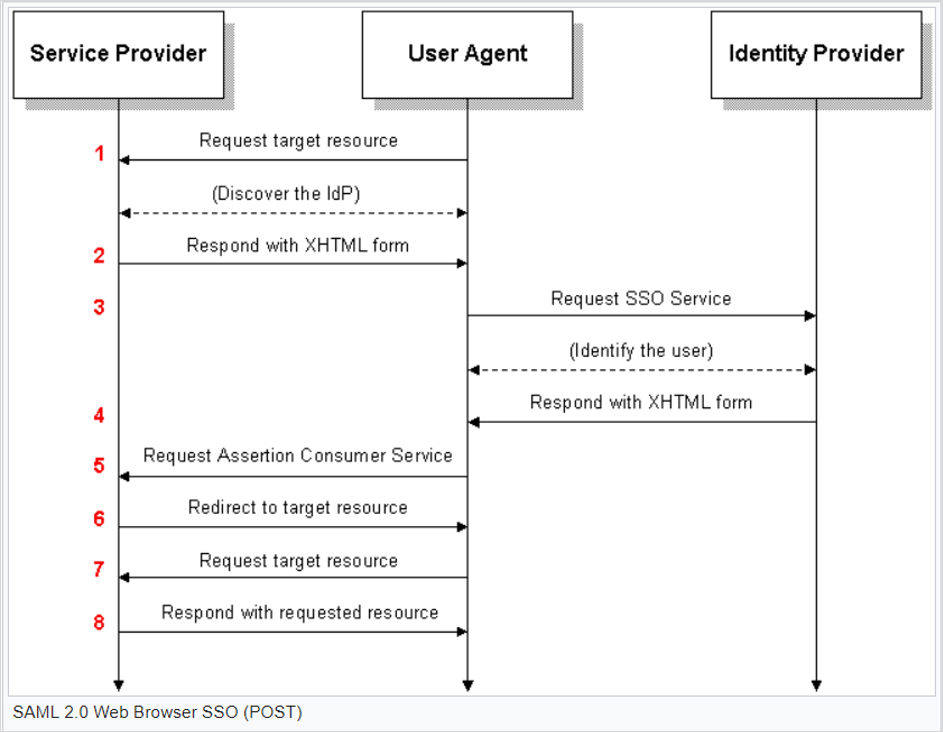 Service Provider
User Agent
Identity Provider
1
Request target resource
(Discover the IdP)
2
Respond with XHTML form
3
Request SSO Service
(Identify the user)
4
Respond with XHTML form
5
Request Assertion Consumer Service
6
Redirect to target resource
7
Request target resource
8
Respond with requested resource
SAML 2.0 Web Browser SSO (POST)